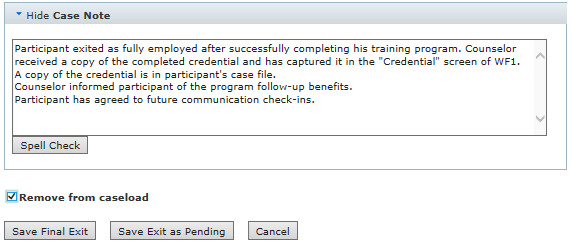 Hide Case Note
Participant exited as fully employed after successfully completing his training program. Counselor
received a copy of the completed credential and has captured it in the "Credential" screen of WF1.
A copy of the credential is in participant's case file.
Counselor informed participant of the program follow-up benefits.
Participant has agreed to future communication check-ins.
Spell Check
Remove from caseload
Save Final Exit Save Exit as Pending Cancel